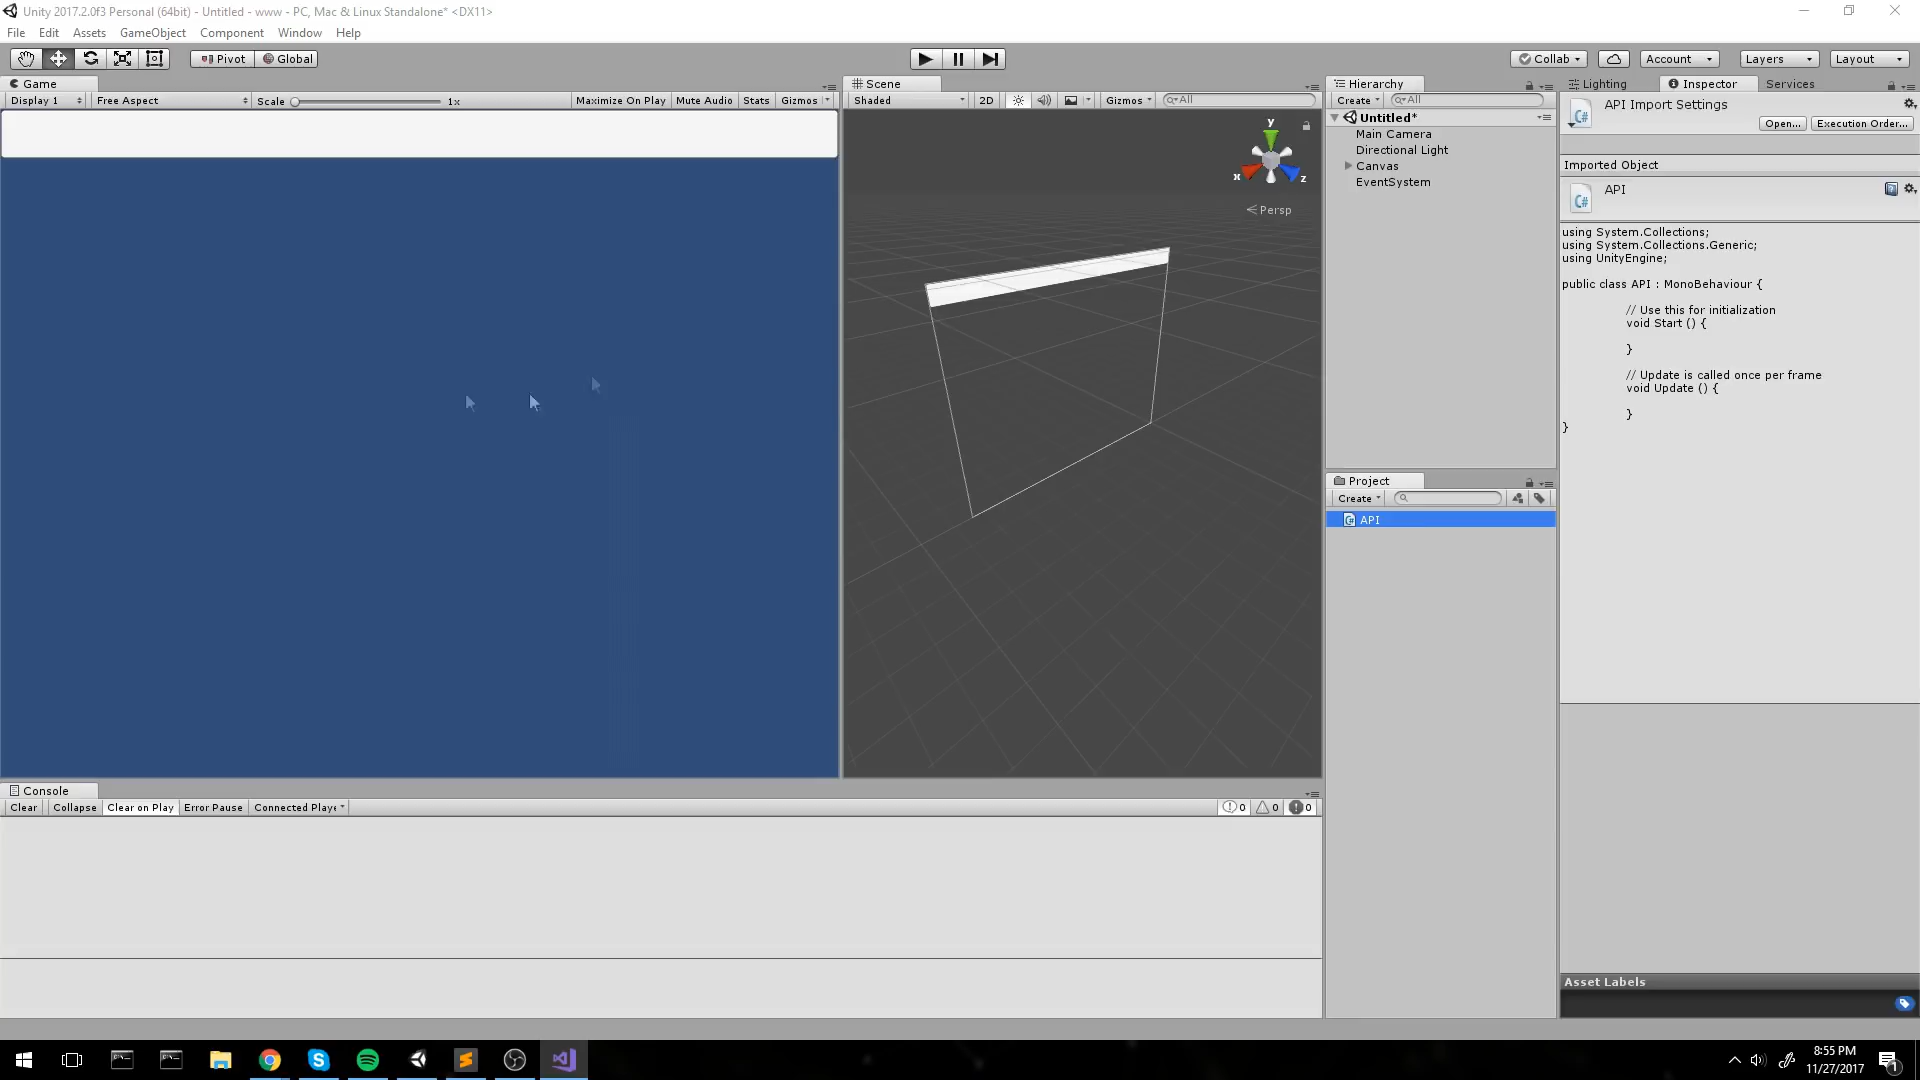 Unity 2017.2.0f3 Personal (64bit) - Untitled - www - PC, Mac & Linux Standalone* <DX11>
File Edit Assets GameObject Component Window Help
Pivot Global Collab Account Layers Layout
Game
Display 1 Free Aspect Scale 1x Maximize On Play Mute Audio Stats Gizmos
Scene
Shaded 2D Gizmos All
y
x
z
Persp
Hierarchy
Create All
Untitled*
Main Camera
Directional Light
Canvas
EventSystem
Project
Create
API
Lighting Inspector Services
API Import Settings
Open... Execution Order...
Imported Object
API
using System.Collections;
using System.Collections.Generic;
using UnityEngine;
public class API : MonoBehaviour {
// Use this for initialization
void Start () {
}
// Update is called once per frame
void Update () {
}
}
Asset Labels
Console
Clear Collapse Clear on Play Error Pause Connected Playe 0 0 0
8:55 PM
11/27/2017
1